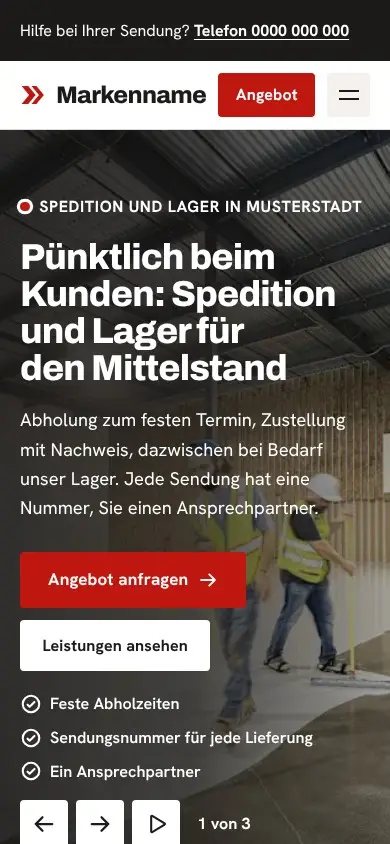 Hilfe bei Ihrer Sendung? Telefon 0000 000 000
Markenname
Angebot
SPEDITION UND LAGER IN MUSTERSTADT
Pünktlich beim
Kunden: Spedition
und Lager für
den Mittelstand
Abholung zum festen Termin, Zustellung
mit Nachweis, dazwischen bei Bedarf
unser Lager. Jede Sendung hat eine
Nummer, Sie einen Ansprechpartner.
Angebot anfragen
Leistungen ansehen
Feste Abholzeiten
Sendungsnummer für jede Lieferung
Ein Ansprechpartner
1 von 3